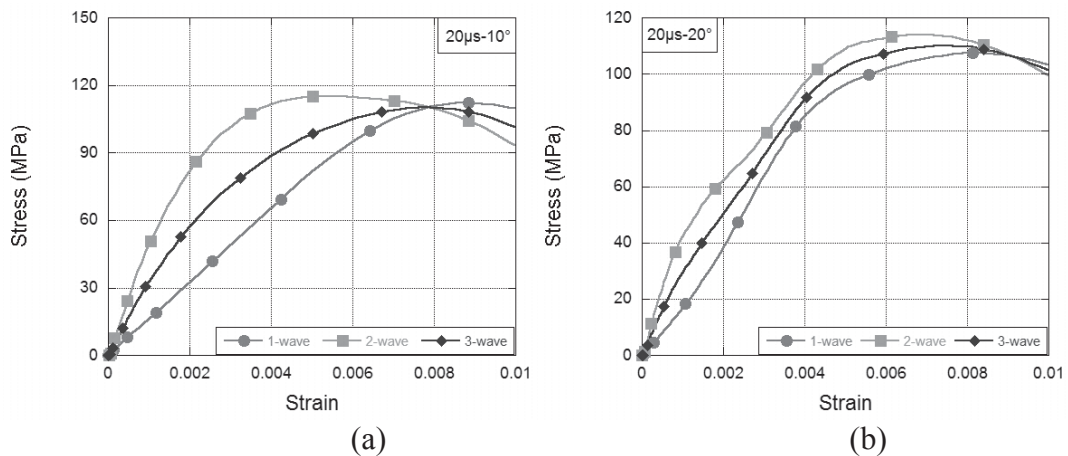 150
120
90
60
30
0
Stress (MPa)
20µs-10°
1-wave 2-wave 3-wave
0 0.002 0.004 0.006 0.008 0.01
Strain
(a)
120
100
80
60
40
20
0
Stress (MPa)
20µs-20°
1-wave 2-wave 3-wave
0 0.002 0.004 0.006 0.008 0.01
Strain
(b)